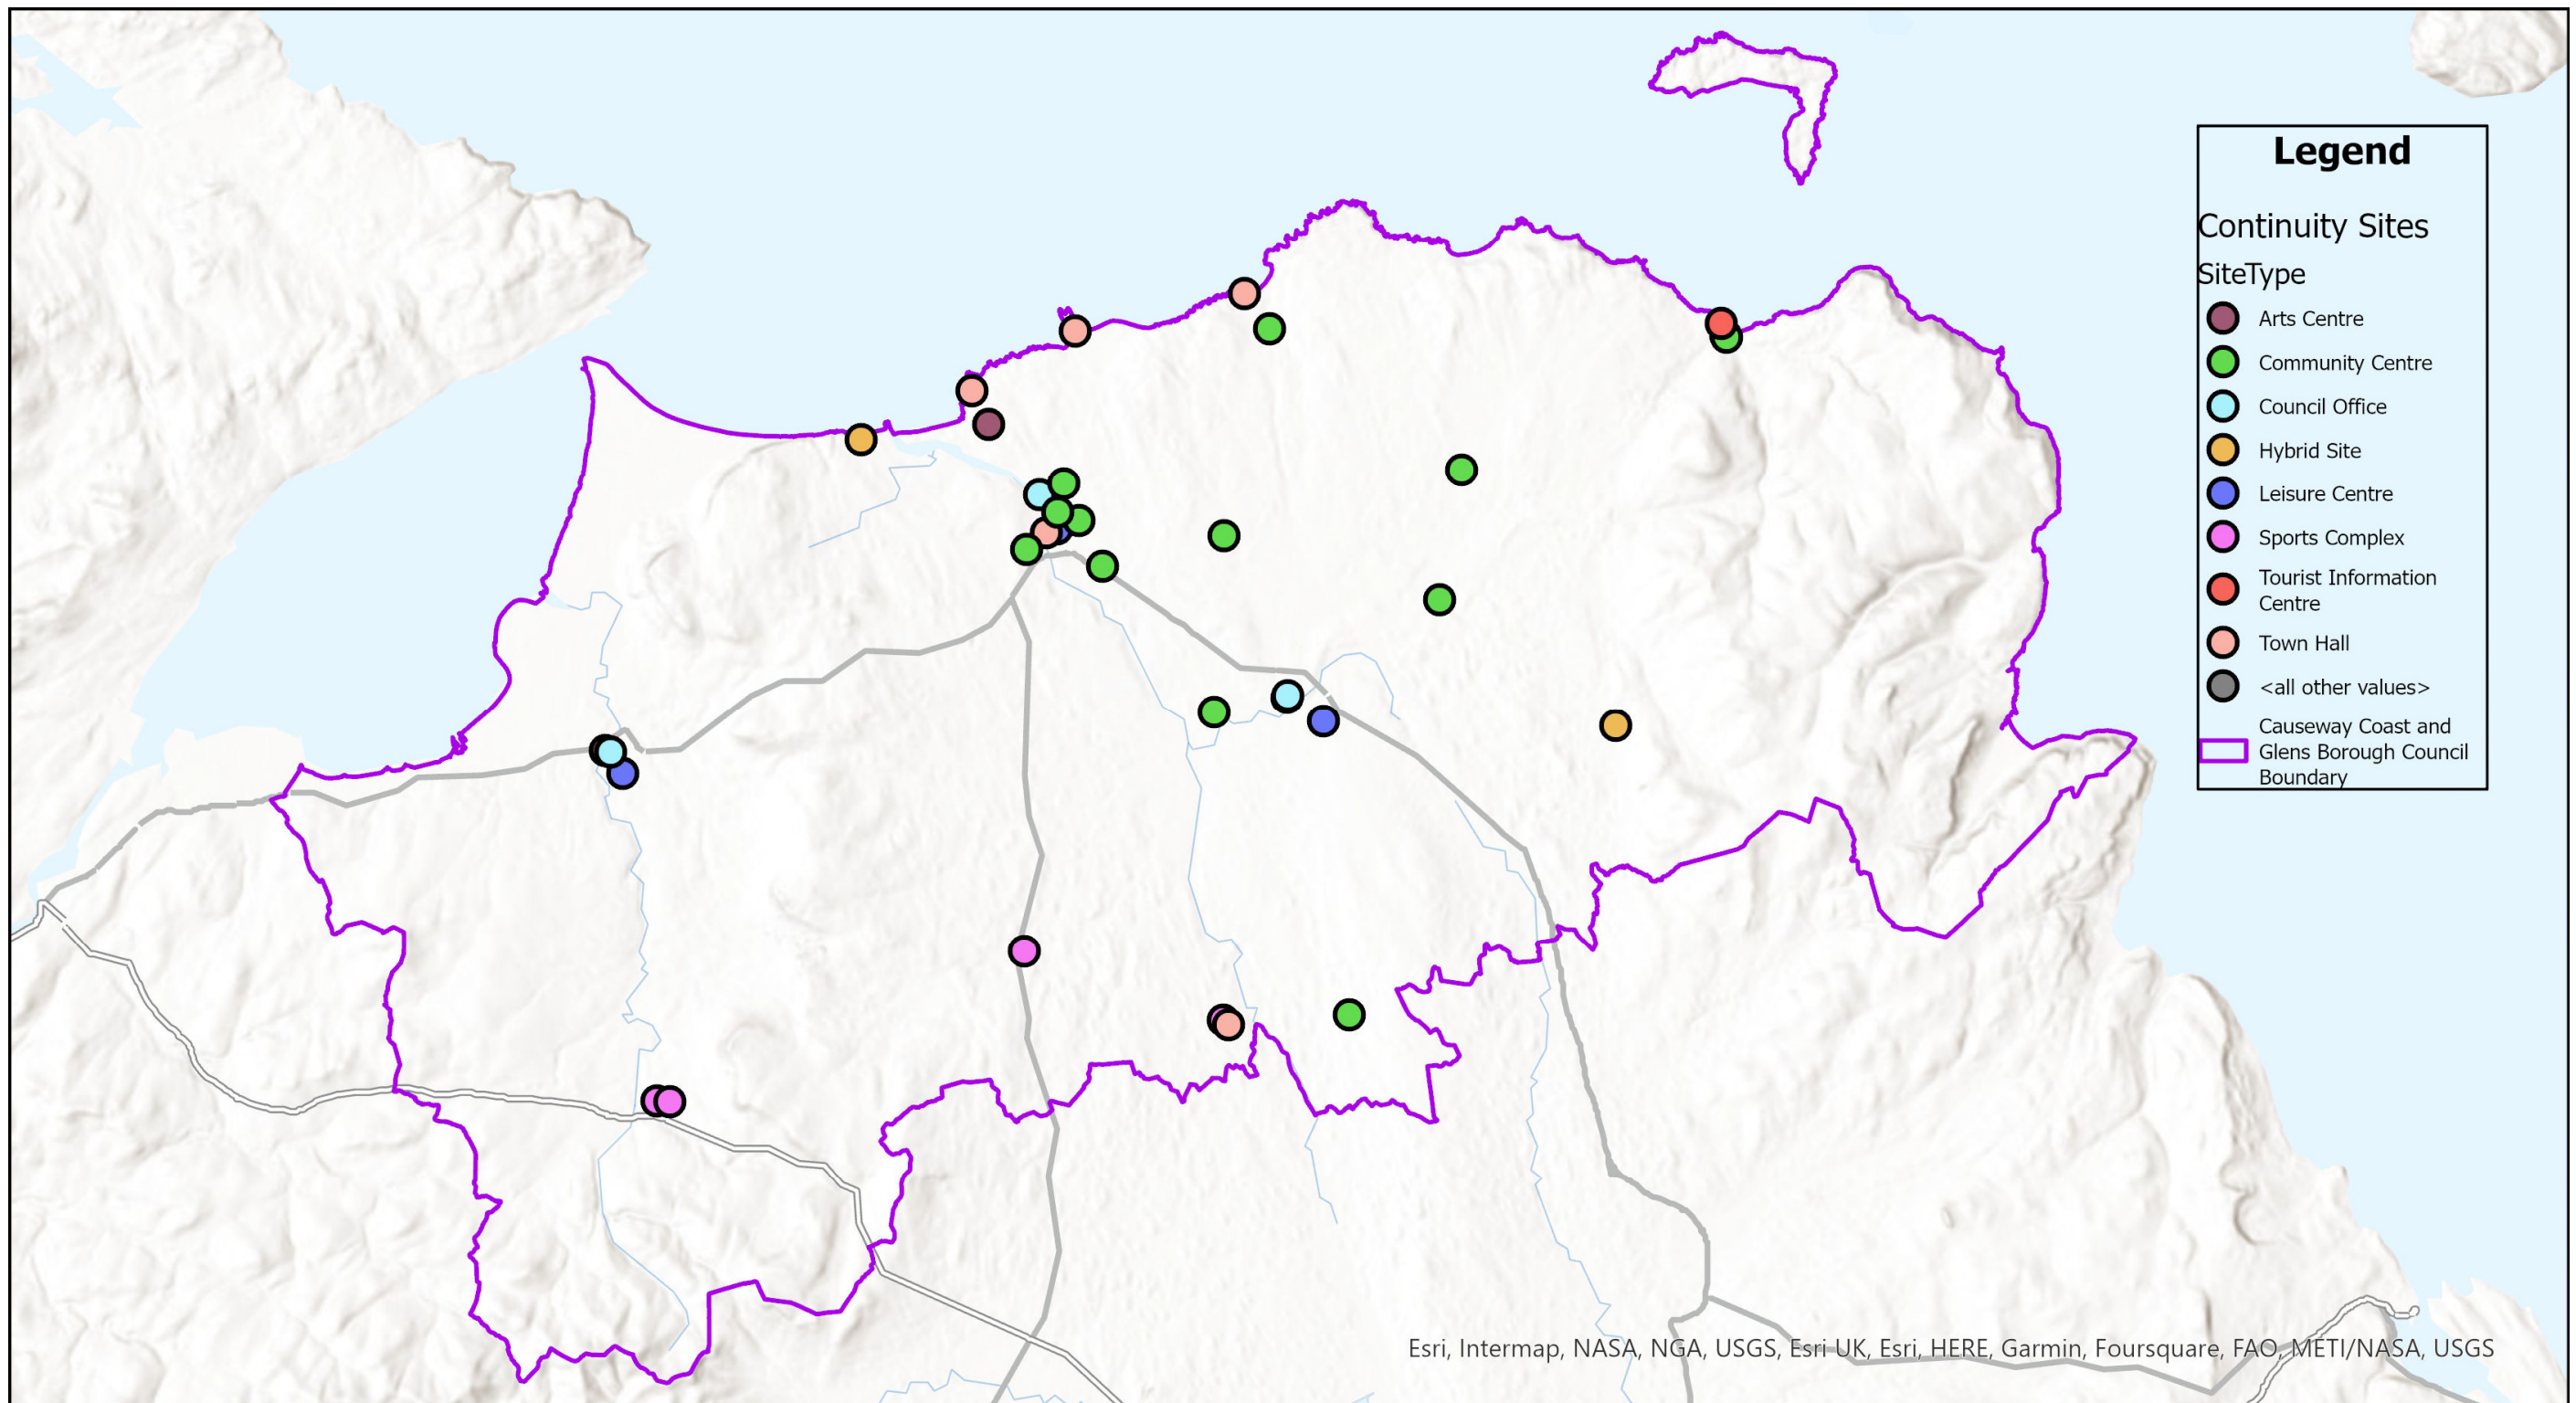 Legend
Continuity Sites
SiteType
Arts Centre
Community Centre
Council Office
Hybrid Site
Leisure Centre
Sports Complex
Tourist Information
Centre
Town Hall
<all other values>
Causeway Coast and
Glens Borough Council
Boundary
Esri, Intermap, NASA, NGA, USGS, Esri UK, Esri, HERE, Garmin, Foursquare, FAO, METI/NASA, USGS